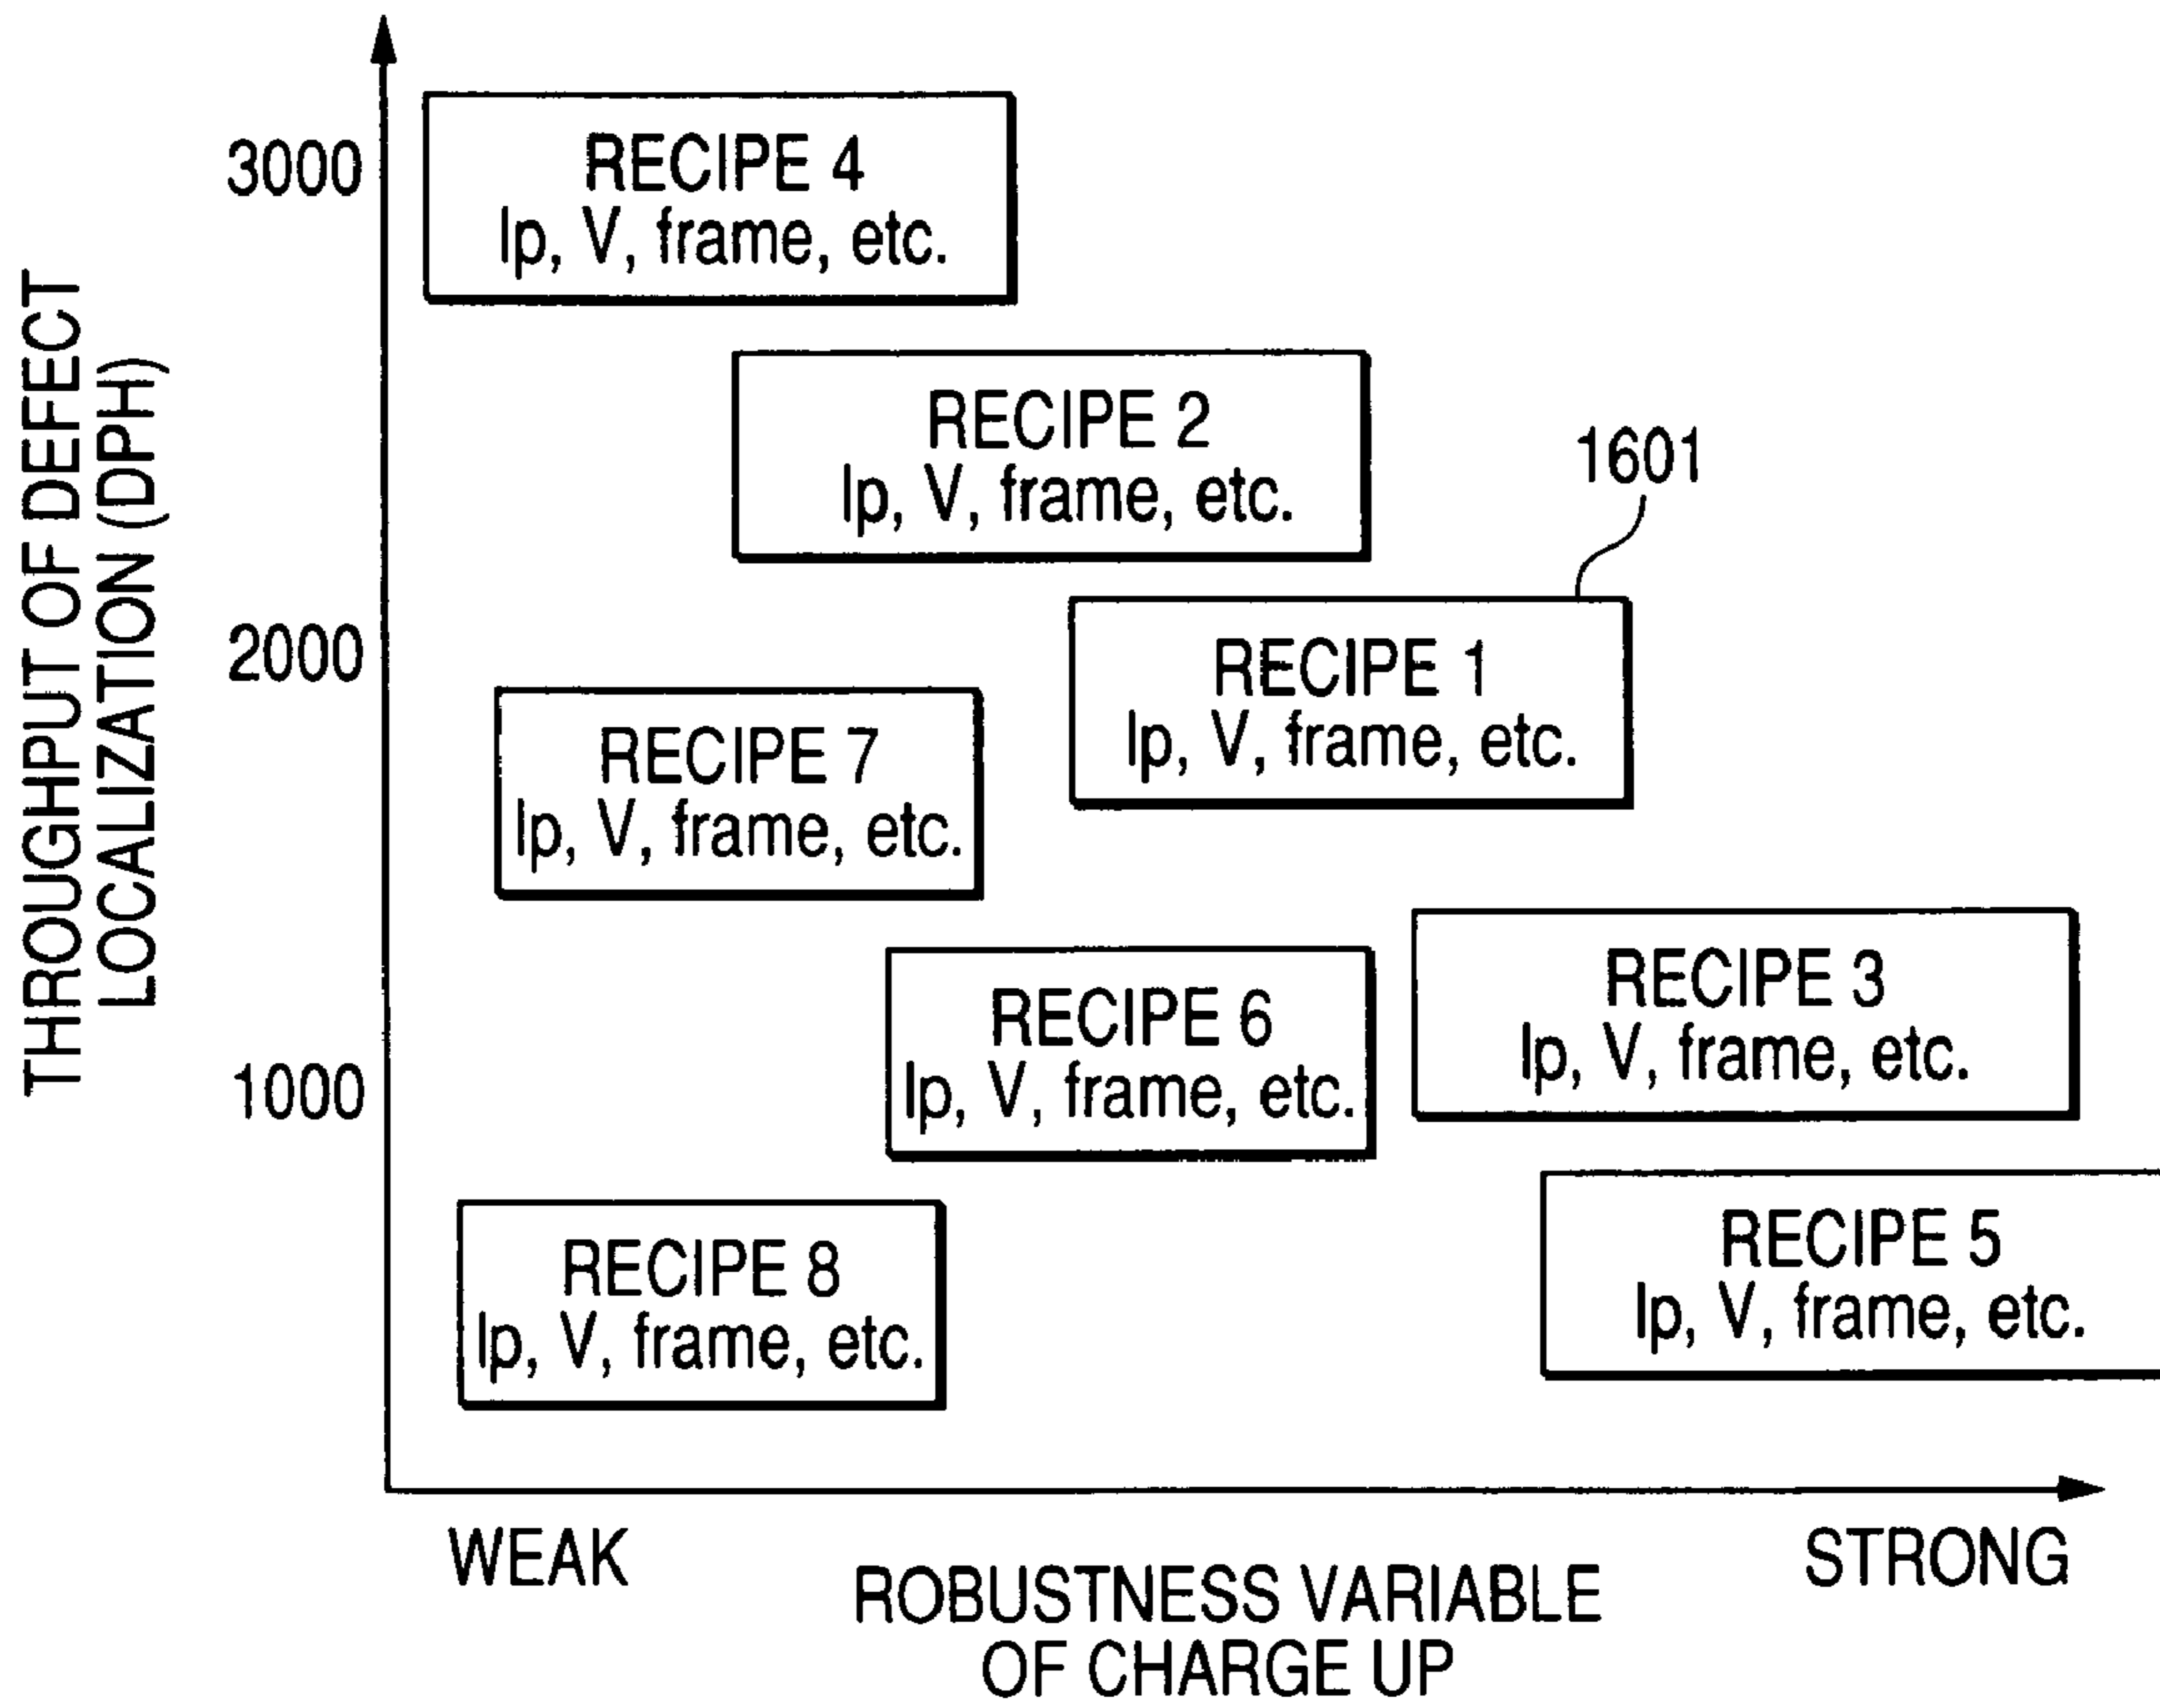 THROUGHPUT OF DEFECT
LOCALIZATION (DPH)
3000
2000
1000
RECIPE 4
Ip, V, frame, etc.
RECIPE 2
Ip, V, frame, etc.
1601
RECIPE 1
Ip, V, frame, etc.
RECIPE 7
Ip, V, frame, etc.
RECIPE 3
Ip, V, frame, etc.
RECIPE 6
Ip, V, frame, etc.
RECIPE 5
Ip, V, frame, etc.
RECIPE 8
Ip, V, frame, etc.
WEAK
STRONG
ROBUSTNESS VARIABLE
OF CHARGE UP